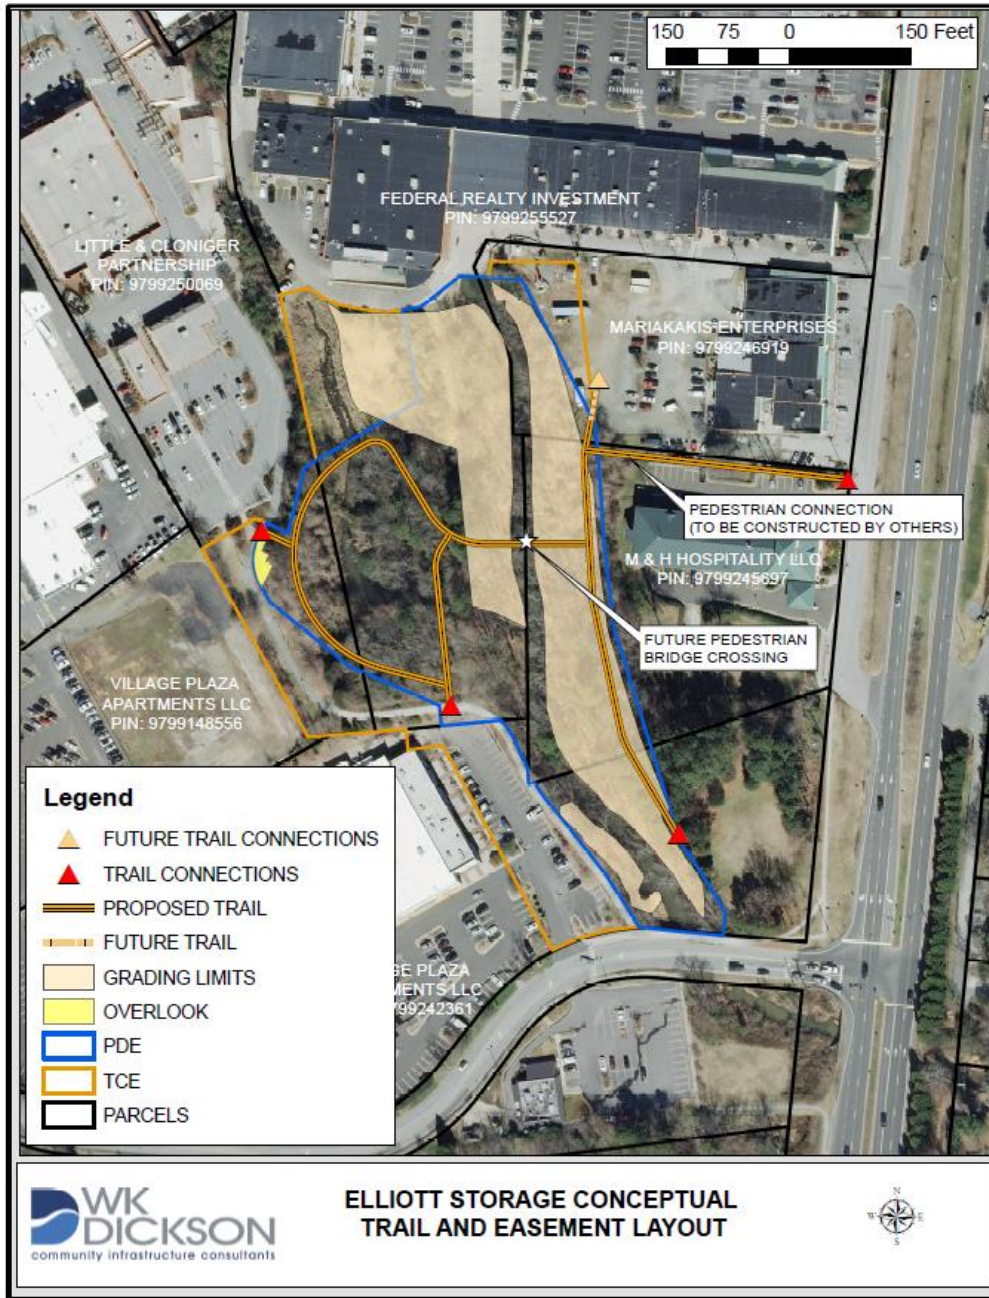 150 75 0 150 Feet
FEDERAL REALTY INVESTMENT
PIN: 9799255527
LITTLE & CLONIGER
PARTNERSHIP
PIN: 9799250069
MARIAKAKIS ENTERPRISES
PIN: 9799246919
PEDESTRIAN CONNECTION
(TO BE CONSTRUCTED BY OTHERS)
M & H HOSPITALITY LLC
PIN: 9799245697
FUTURE PEDESTRIAN
BRIDGE CROSSING
VILLAGE PLAZA
APARTMENTS LLC
PIN: 9799148556
GE PLAZA
MENTS LLC
799242361
Legend
FUTURE TRAIL CONNECTIONS
TRAIL CONNECTIONS
PROPOSED TRAIL
FUTURE TRAIL
GRADING LIMITS
OVERLOOK
PDE
TCE
PARCELS
WK
DICKSON
community infrastructure consultants
ELLIOTT STORAGE CONCEPTUAL
TRAIL AND EASEMENT LAYOUT
N
W E
S